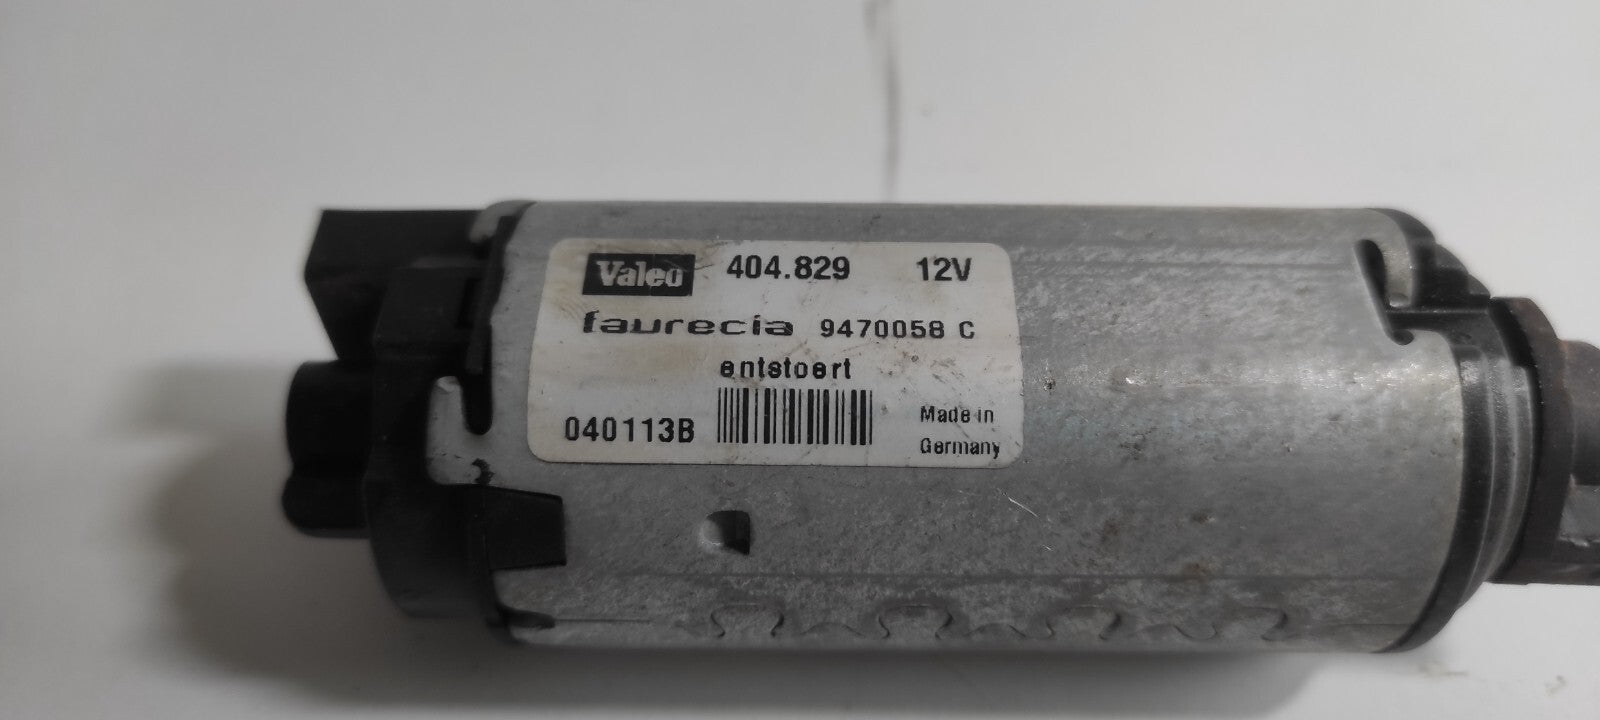 Valeo 404.829 12V
faurecia 9470058 C
entstoert
040113B Made in
Germany